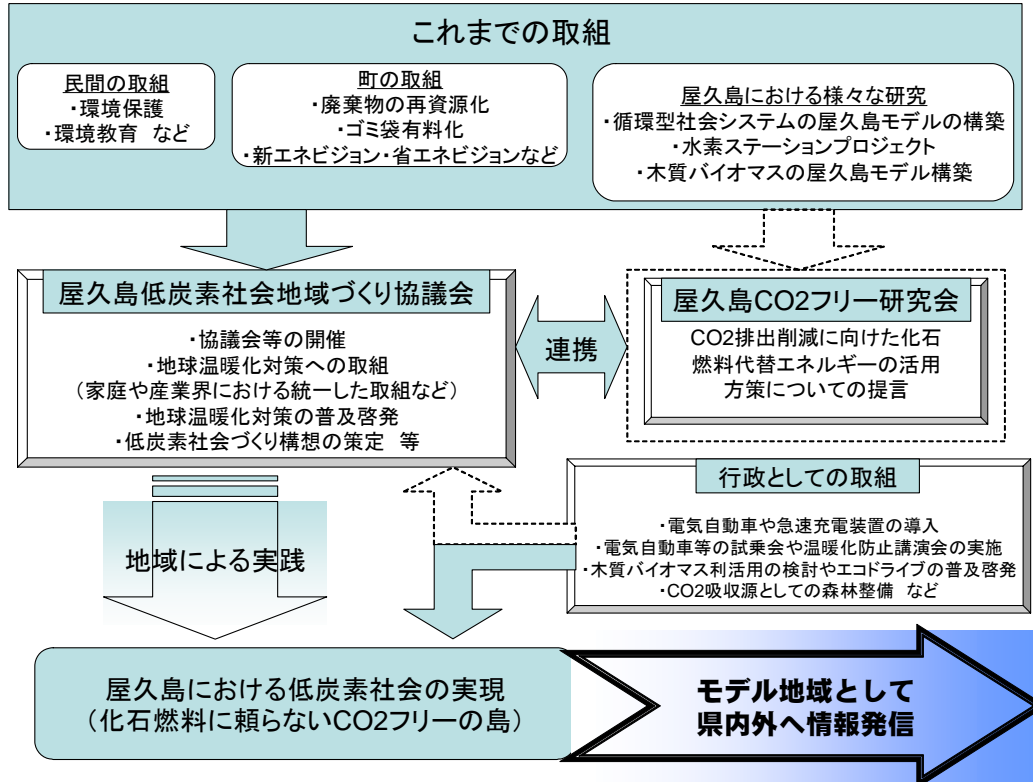 これまでの取組
民間の取組
・環境保護
・環境教育 など
町の取組
・廃棄物の再資源化
・ゴミ袋有料化
・新エネビジョン・省エネビジョンなど
屋久島における様々な研究
・循環型社会システムの屋久島モデルの構築
・水素ステーションプロジェクト
・木質バイオマスの屋久島モデル構築
屋久島低炭素社会地域づくり協議会
・協議会等の開催
・地球温暖化対策への取組
（家庭や産業界における統一した取組など）
・地球温暖化対策の普及啓発
・低炭素社会づくり構想の策定 等
連携
屋久島CO2フリー研究会
CO2排出削減に向けた化石
燃料代替エネルギーの活用
方策についての提言
行政としての取組
・電気自動車や急速充電装置の導入
・電気自動車等の試乗会や温暖化防止講演会の実施
・木質バイオマス利活用の検討やエコドライブの普及啓発
・CO2吸収源としての森林整備 など
地域による実践
屋久島における低炭素社会の実現
（化石燃料に頼らないCO2フリーの島）
モデル地域として
県内外へ情報発信